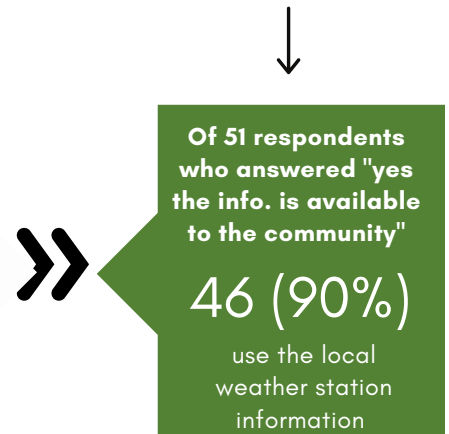 Of 51 respondents
who answered "yes
the info. is available
to the community"
46 (90%)
use the local
weather station
information